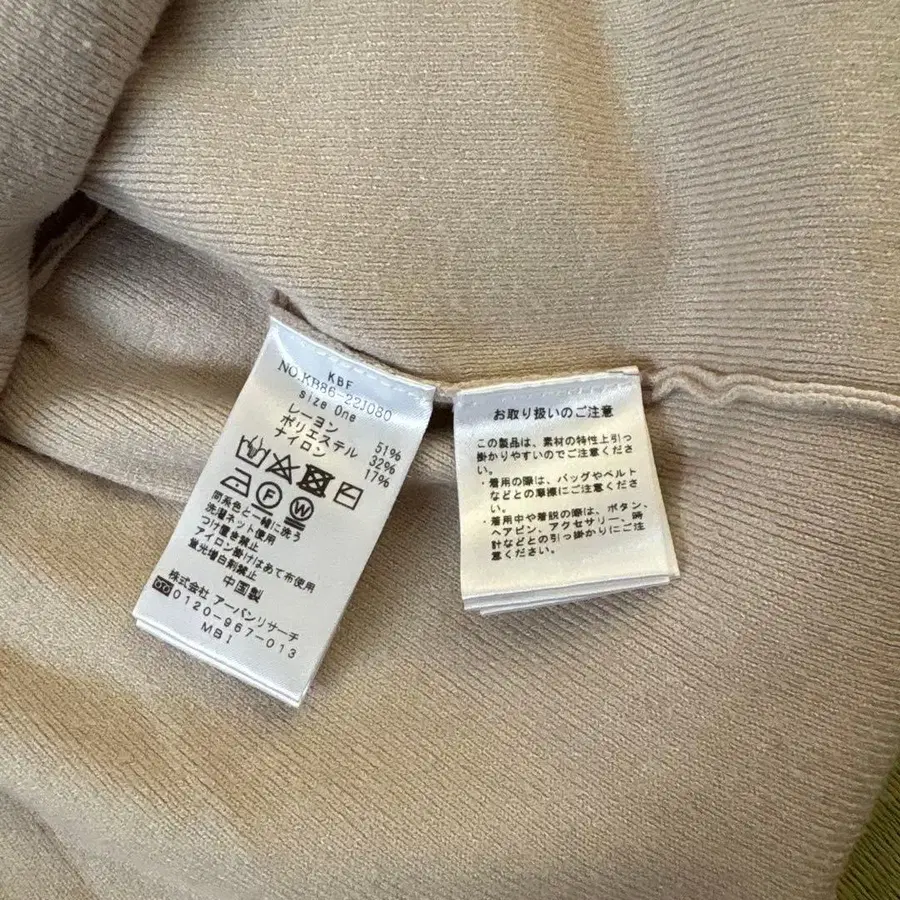 KBF
NO.KB86-22J080
size One
レーヨン 51%
ポリエステル 32%
ナイロン 17%
F W
同系色と一緒に洗う
洗濯ネット使用
つけ置き禁止
アイロン掛けはあて布使用
蛍光増白剤禁止
中国製
株式会社 アーバンリサーチ
0120-967-013
MBI
お取り扱いのご注意
この製品は、素材の特性上引っ
掛かりやすいのでご注意くださ
い。
・着用の際は、バッグやベルト
などとの摩擦にご注意くださ
い。
・着用中や着脱の際は、ボタン、
ヘアピン、アクセサリー、時
計などとの引っ掛かりにご注
意ください。